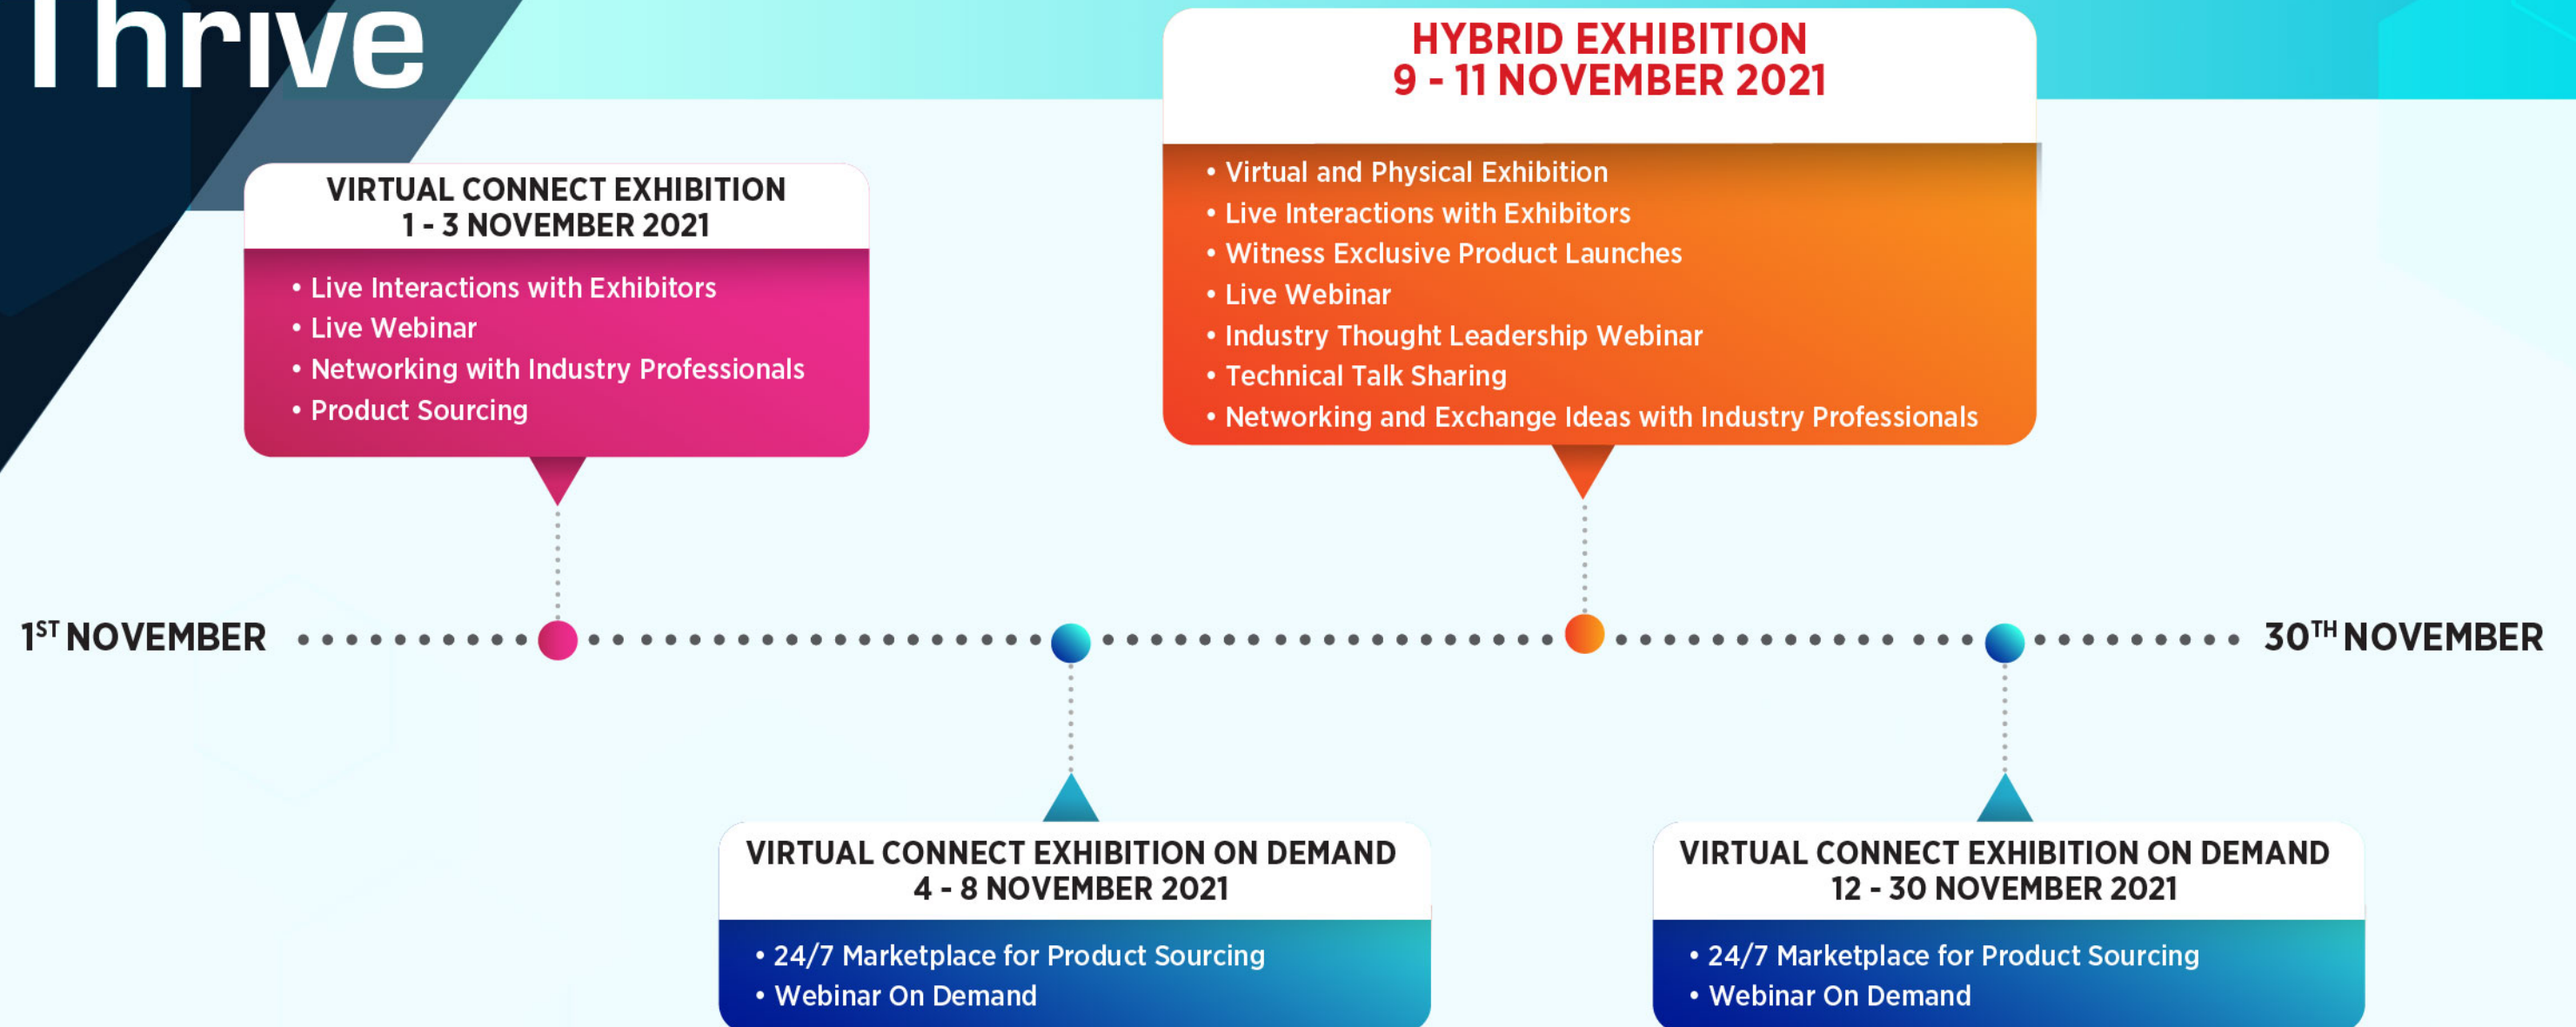 Thrive
HYBRID EXHIBITION
9 - 11 NOVEMBER 2021
• Virtual and Physical Exhibition
• Live Interactions with Exhibitors
• Witness Exclusive Product Launches
• Live Webinar
• Industry Thought Leadership Webinar
• Technical Talk Sharing
• Networking and Exchange Ideas with Industry Professionals
VIRTUAL CONNECT EXHIBITION
1 - 3 NOVEMBER 2021
• Live Interactions with Exhibitors
• Live Webinar
• Networking with Industry Professionals
• Product Sourcing
1ST NOVEMBER
30TH NOVEMBER
VIRTUAL CONNECT EXHIBITION ON DEMAND
4 - 8 NOVEMBER 2021
• 24/7 Marketplace for Product Sourcing
• Webinar On Demand
VIRTUAL CONNECT EXHIBITION ON DEMAND
12 - 30 NOVEMBER 2021
• 24/7 Marketplace for Product Sourcing
• Webinar On Demand